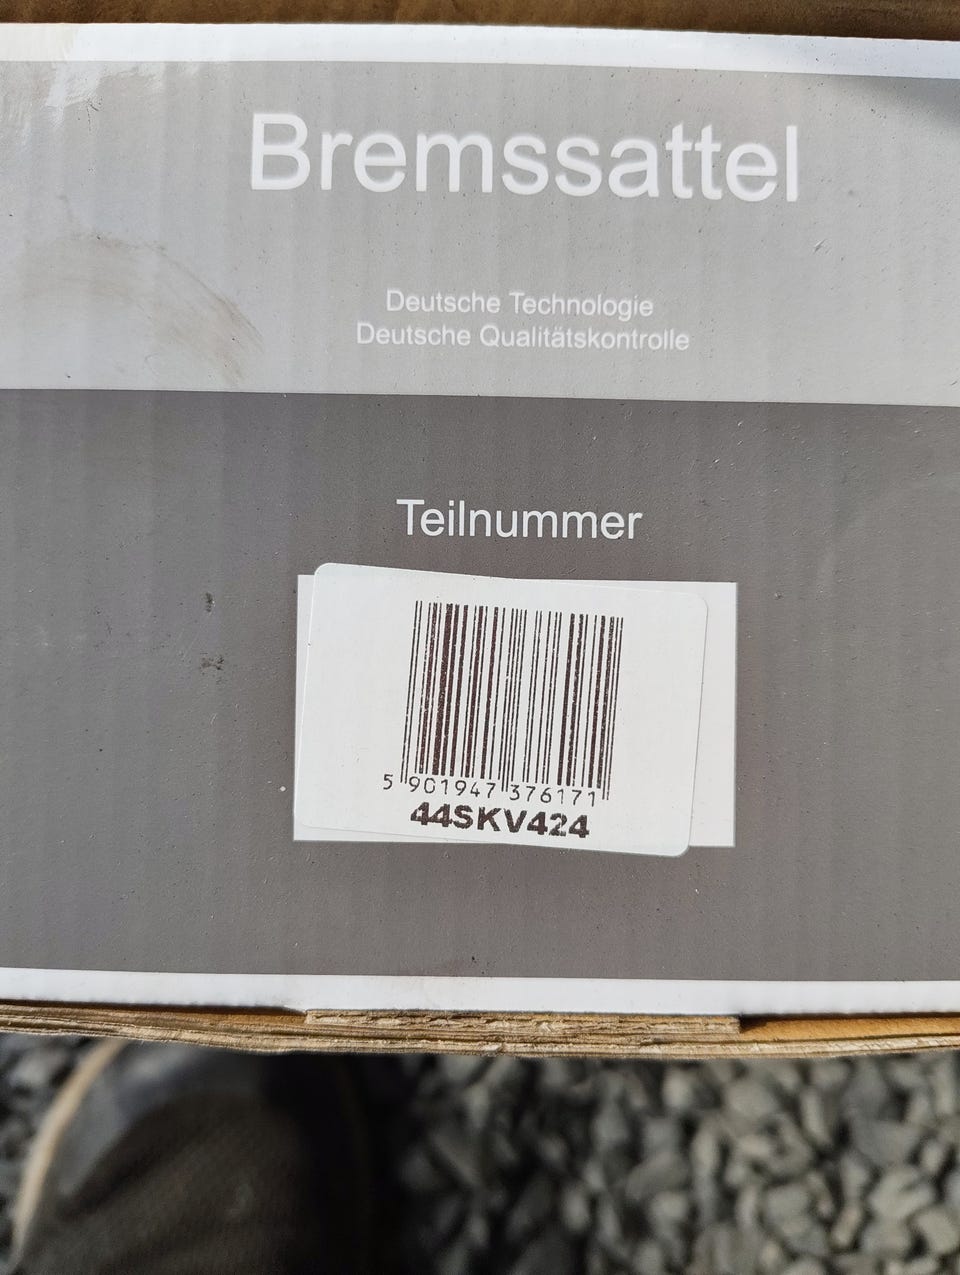 Bremssattel
Deutsche Technologie
Deutsche Qualitätskontrolle
Teilnummer
5 901947 376171
44SKV424